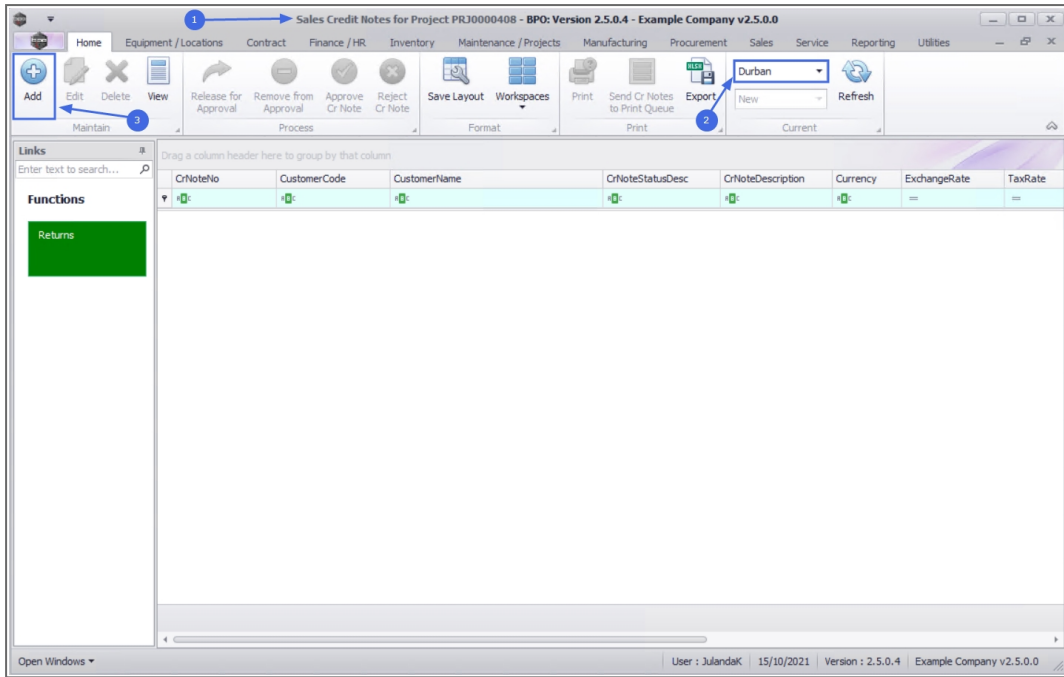 1
Sales Credit Notes for Project PRJ0000408 - BPO: Version 2.5.0.4 - Example Company v2.5.0.0
Home Equipment / Locations Contract Finance / HR Inventory Maintenance / Projects Manufacturing Procurement Sales Service Reporting Utilities
Add Edit Delete View Release for Approval Remove from Approval Approve Cr Note Reject Cr Note Save Layout Workspaces Print Send Cr Notes to Print Queue Export Durban New Refresh
3
2
Maintain Process Format Print Current
Links
Enter text to search...
Functions
Returns
Drag a column header here to group by that column
CrNoteNo CustomerCode CustomerName CrNoteStatusDesc CrNoteDescription Currency ExchangeRate TaxRate
Open Windows User : JulandaK 15/10/2021 Version : 2.5.0.4 Example Company v2.5.0.0